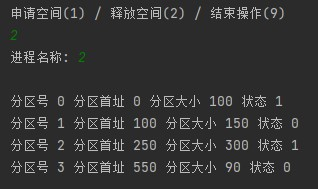 申请空间(1) / 释放空间(2) / 结束操作(9)
2
进程名称: 2
分区号 0 分区首址 0 分区大小 100 状态 1
分区号 1 分区首址 100 分区大小 150 状态 0
分区号 2 分区首址 250 分区大小 300 状态 1
分区号 3 分区首址 550 分区大小 90 状态 0